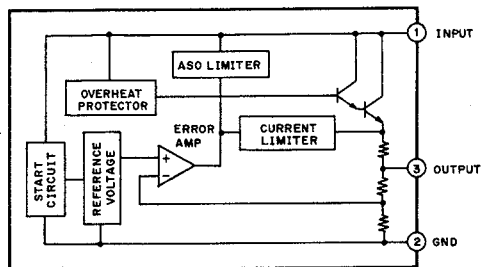 1 INPUT
ASO LIMITER
OVERHEAT
PROTECTOR
ERROR
AMP
CURRENT
LIMITER
START
CIRCUIT
REFERENCE
VOLTAGE
+
−
3 OUTPUT
2 GND